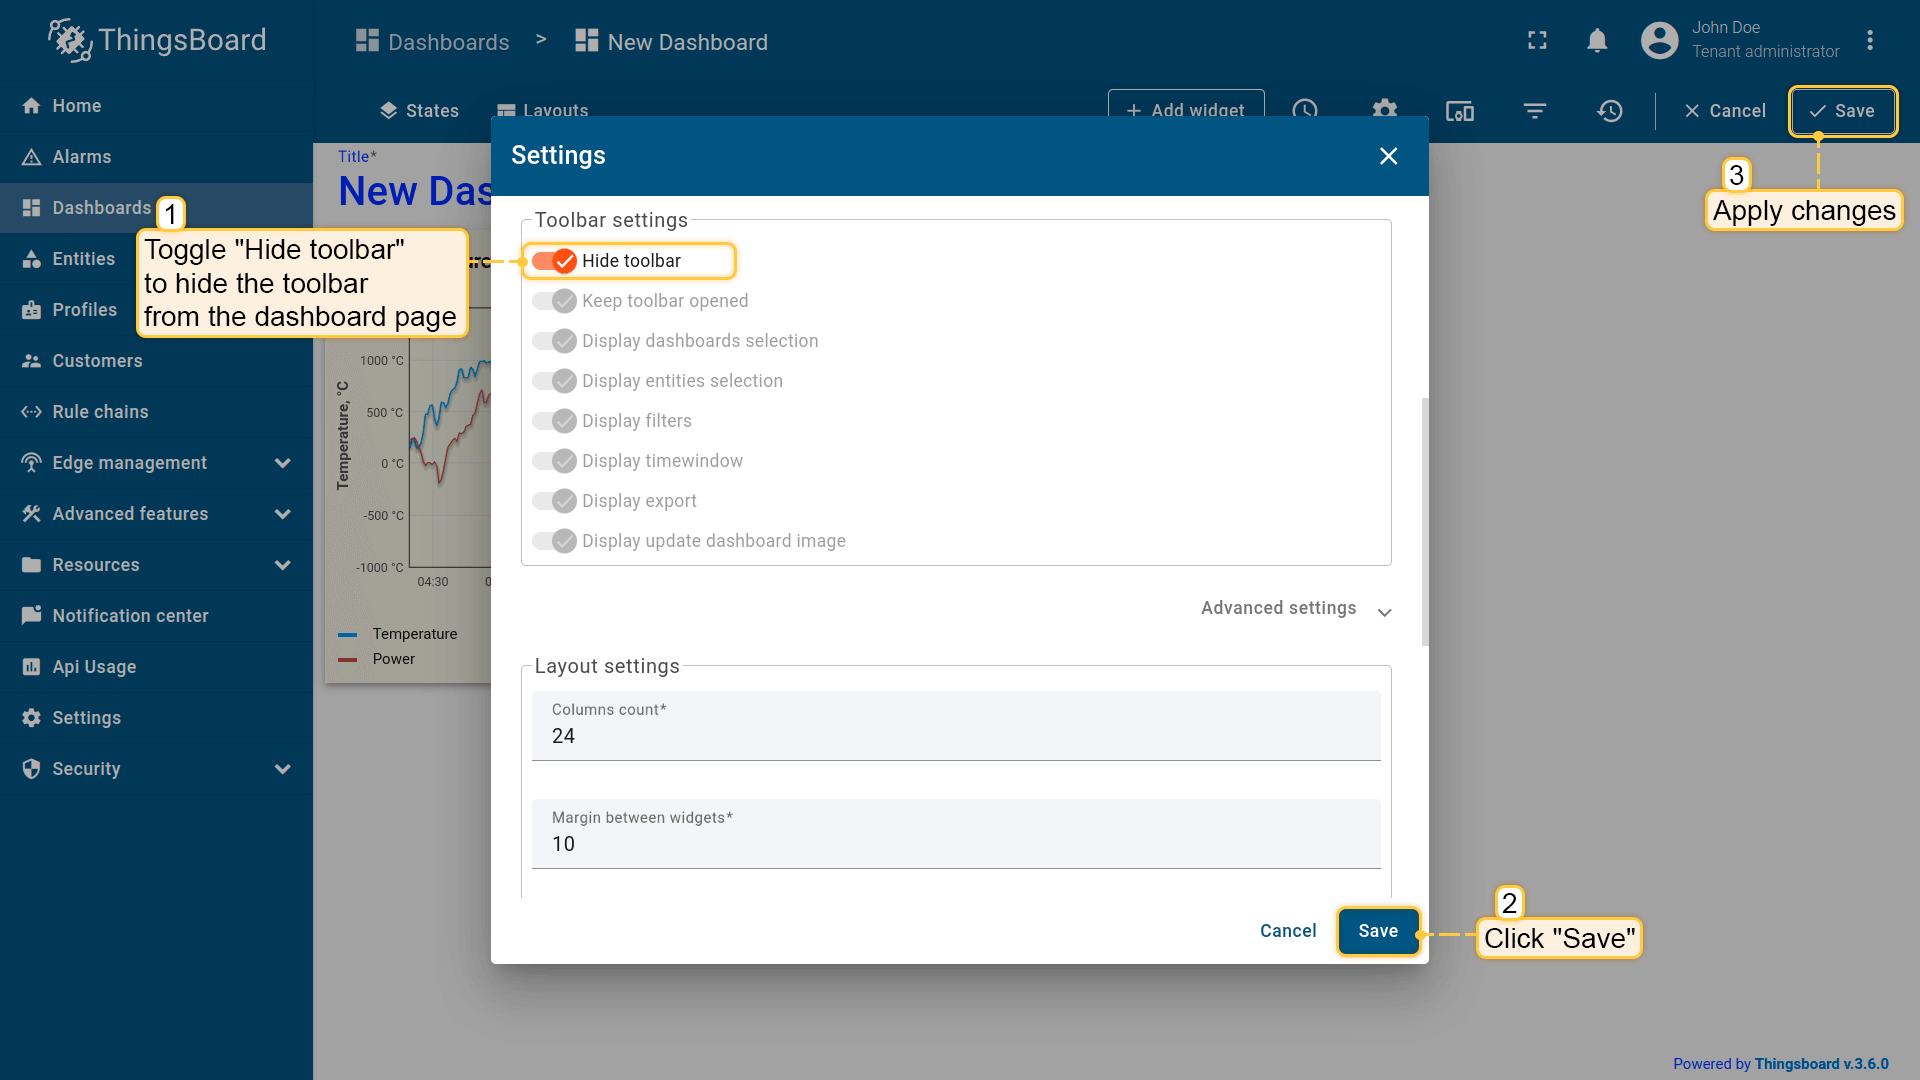 ThingsBoard
Dashboards > New Dashboard
John Doe
Tenant administrator
Home
Alarms
Dashboards
Entities
Profiles
Customers
Rule chains
Edge management
Advanced features
Resources
Notification center
Api Usage
Settings
Security
States
Layouts
+ Add widget
Cancel
Save
3
Apply changes
Title*
New Das
1
Toggle "Hide toolbar"
to hide the toolbar
from the dashboard page
Temperature, °C
1000 °C
500 °C
0 °C
-500 °C
-1000 °C
04:30
0
Temperature
Power
Settings
Toolbar settings
Hide toolbar
Keep toolbar opened
Display dashboards selection
Display entities selection
Display filters
Display timewindow
Display export
Display update dashboard image
Advanced settings
Layout settings
Columns count*
24
Margin between widgets*
10
Cancel
Save
2
Click "Save"
Powered by Thingsboard v.3.6.0